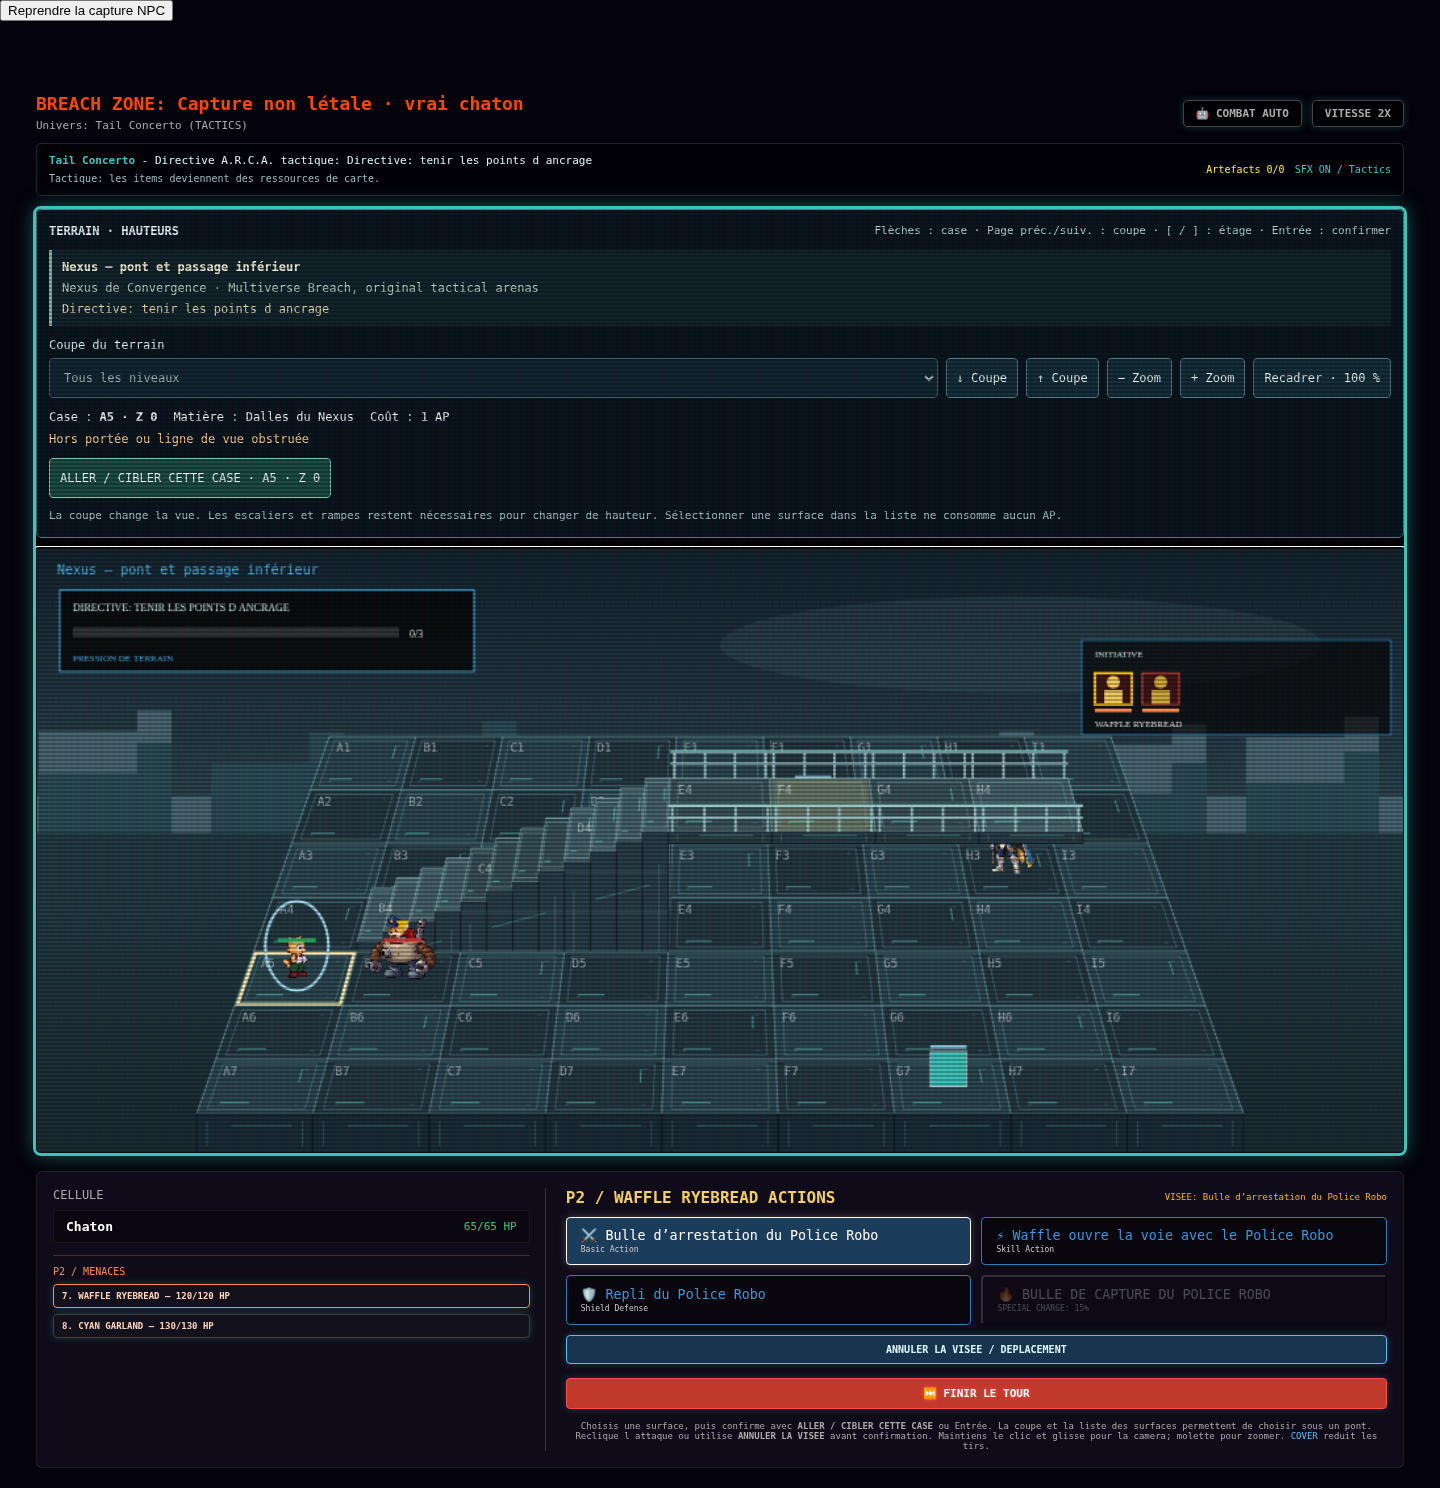 Reprendre la capture NPC
BREACH ZONE: Capture non létale · vrai chaton
Univers: Tail Concerto (TACTICS)
🤖 COMBAT AUTO
VITESSE 2X
Tail Concerto - Directive A.R.C.A. tactique: Directive: tenir les points d ancrage
Tactique: les items deviennent des ressources de carte.
Artefacts 0/0 SFX ON / Tactics
TERRAIN · HAUTEURS
Flèches : case · Page préc./suiv. : coupe · [ / ] : étage · Entrée : confirmer
Nexus — pont et passage inférieur
Nexus de Convergence · Multiverse Breach, original tactical arenas
Directive: tenir les points d ancrage
Coupe du terrain
Tous les niveaux
↓ Coupe
↑ Coupe
− Zoom
+ Zoom
Recadrer · 100 %
Case : A5 · Z 0 Matière : Dalles du Nexus Coût : 1 AP
Hors portée ou ligne de vue obstruée
ALLER / CIBLER CETTE CASE · A5 · Z 0
La coupe change la vue. Les escaliers et rampes restent nécessaires pour changer de hauteur. Sélectionner une surface dans la liste ne consomme aucun AP.
Nexus — pont et passage inférieur
DIRECTIVE: TENIR LES POINTS D ANCRAGE
0/3
PRESSION DE TERRAIN
INITIATIVE
WAFFLE RYEBREAD
A1 B1 C1 D1 E1 F1 G1 H1 I1
E4 F4 G4 H4
A2 B2 C2
D4
A3 B3 C4 E3 F3 G3 H3 I3
A4 B4 E4 F4 G4 H4 I4
C5 D5 E5 F5 G5 H5 I5
A6 B6 C6 D6 E6 F6 G6 H6 I6
A7 B7 C7 D7 E7 F7 G7 H7 I7
CELLULE
Chaton 65/65 HP
P2 / MENACES
7. WAFFLE RYEBREAD — 120/120 HP
8. CYAN GARLAND — 130/130 HP
P2 / WAFFLE RYEBREAD ACTIONS
VISEE: Bulle d’arrestation du Police Robo
⚔️ Bulle d’arrestation du Police Robo
Basic Action
⚡ Waffle ouvre la voie avec le Police Robo
Skill Action
🛡️ Repli du Police Robo
Shield Defense
🔥 BULLE DE CAPTURE DU POLICE ROBO
SPECIAL CHARGE: 15%
ANNULER LA VISEE / DEPLACEMENT
⏭️ FINIR LE TOUR
Choisis une surface, puis confirme avec ALLER / CIBLER CETTE CASE ou Entrée. La coupe et la liste des surfaces permettent de choisir sous un pont.
Reclique l attaque ou utilise ANNULER LA VISEE avant confirmation. Maintiens le clic et glisse pour la camera; molette pour zoomer. COVER reduit les
tirs.